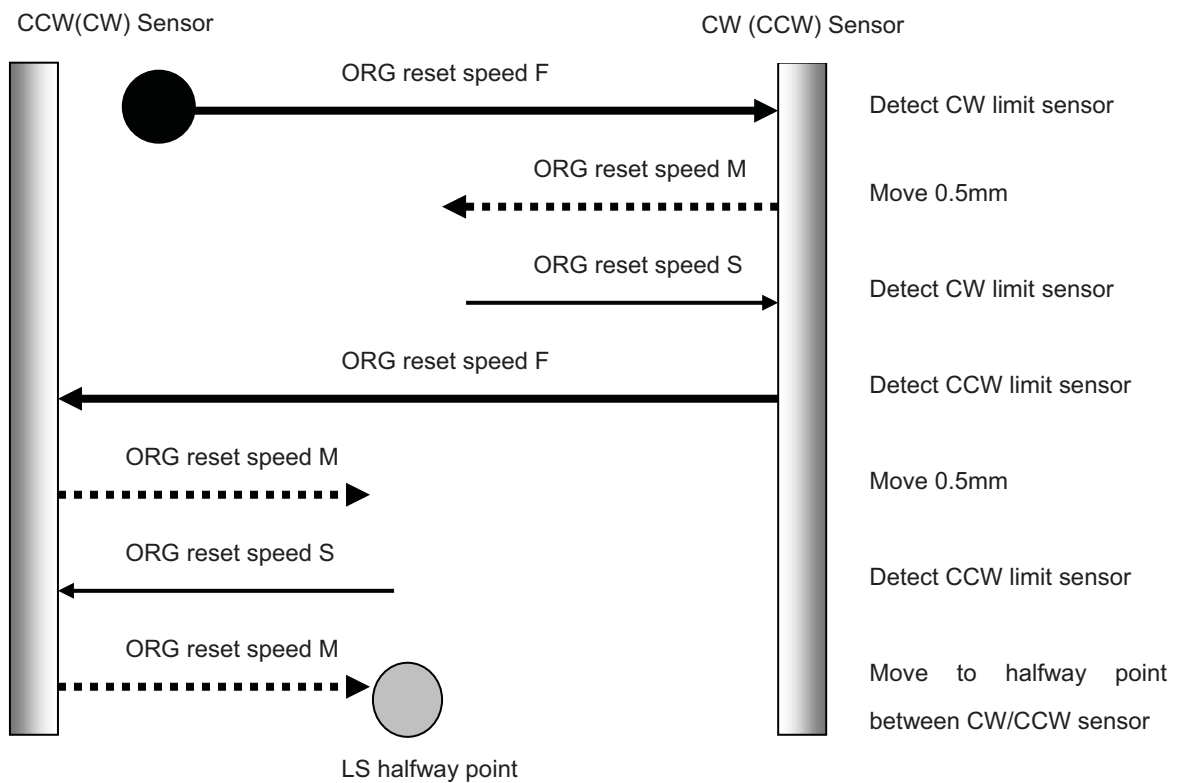 CCW(CW) Sensor
CW (CCW) Sensor
ORG reset speed F
Detect CW limit sensor
ORG reset speed M
Move 0.5mm
ORG reset speed S
Detect CW limit sensor
ORG reset speed F
Detect CCW limit sensor
ORG reset speed M
Move 0.5mm
ORG reset speed S
Detect CCW limit sensor
ORG reset speed M
Move to halfway point
between CW/CCW sensor
LS halfway point